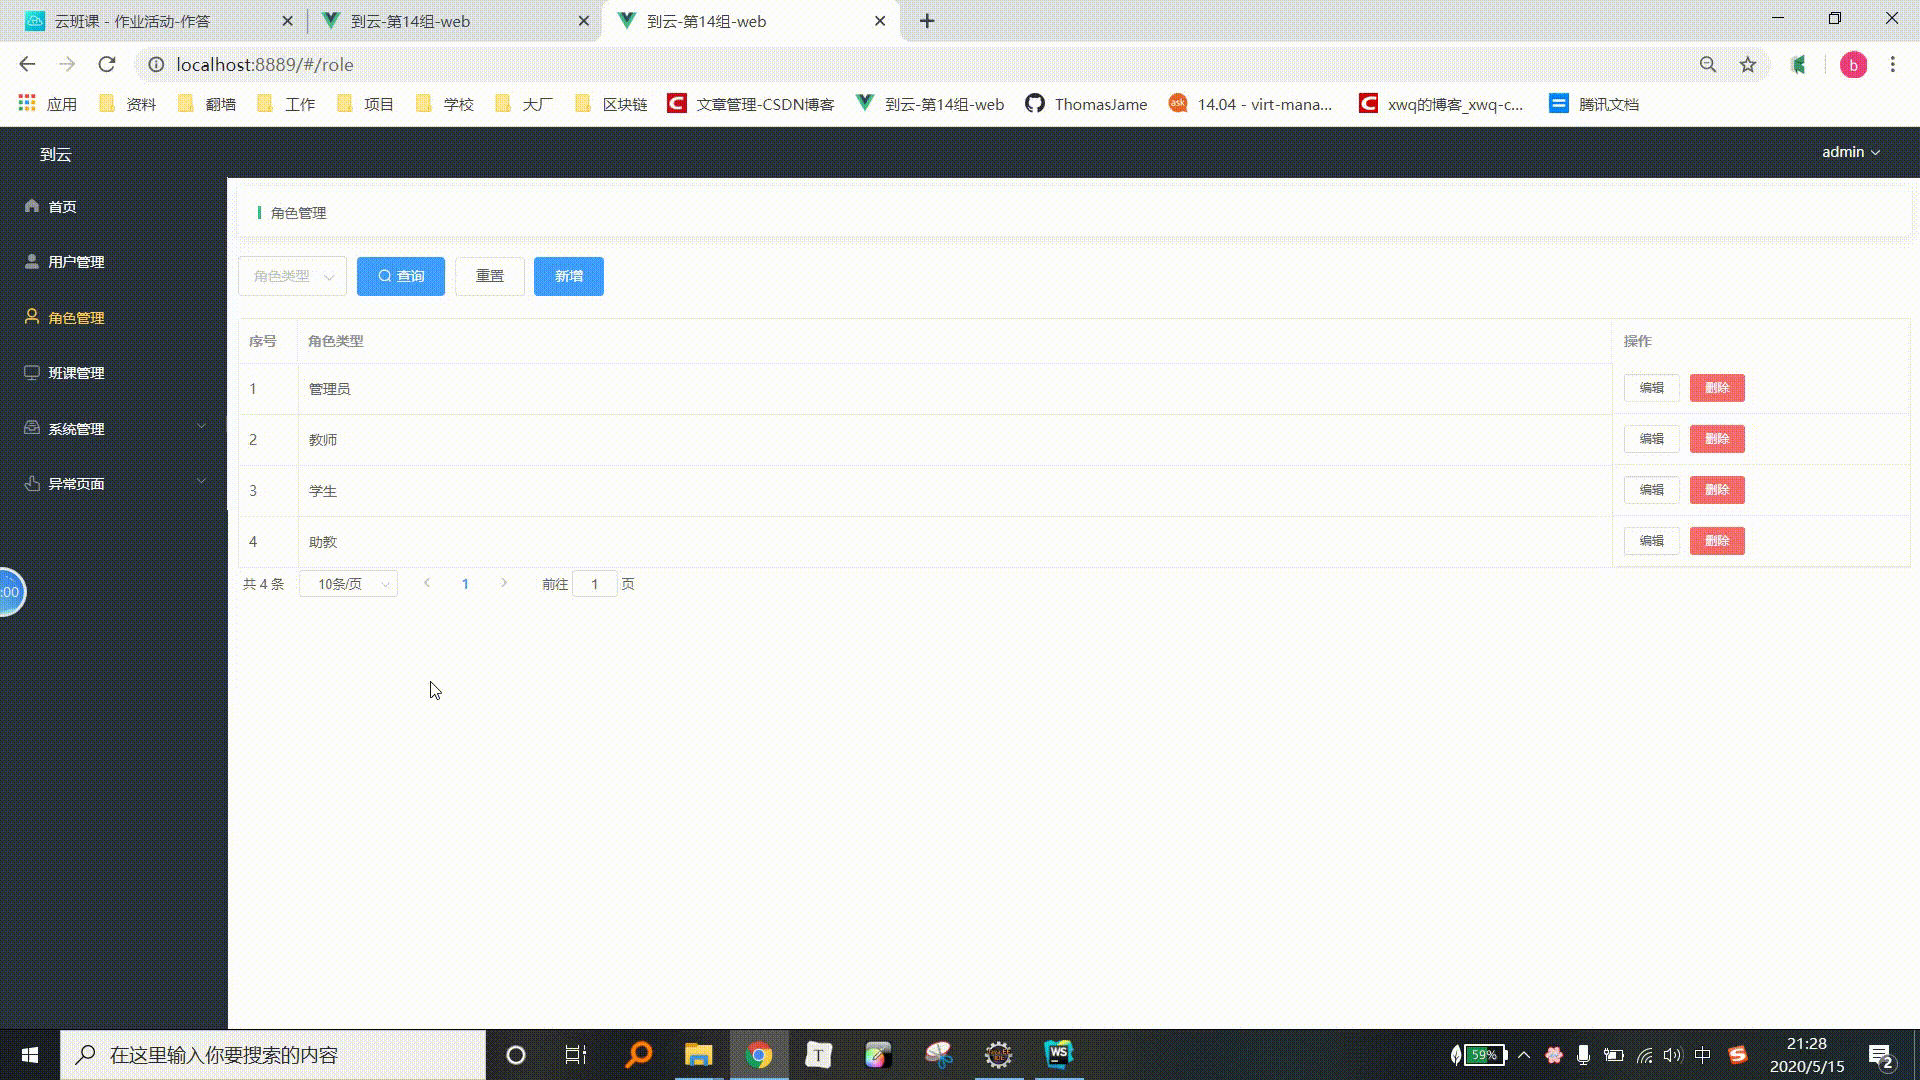 云班课 - 作业活动-作答
到云-第14组-web
到云-第14组-web
localhost:8889/#/role
b
应用
资料
翻墙
工作
项目
学校
大厂
区块链
文章管理-CSDN博客
到云-第14组-web
ThomasJame
14.04 - virt-mana...
xwq的博客_xwq-c...
腾讯文档
到云
admin
首页
用户管理
角色管理
班课管理
系统管理
异常页面
角色管理
角色类型
查询
重置
新增
序号 角色类型 操作
1 管理员 编辑 删除
2 教师 编辑 删除
3 学生 编辑 删除
4 助教 编辑 删除
共 4 条 10条/页 1 前往 1 页
:00
在这里输入你要搜索的内容
T
WS
59%
中
21:28
2020/5/15
2